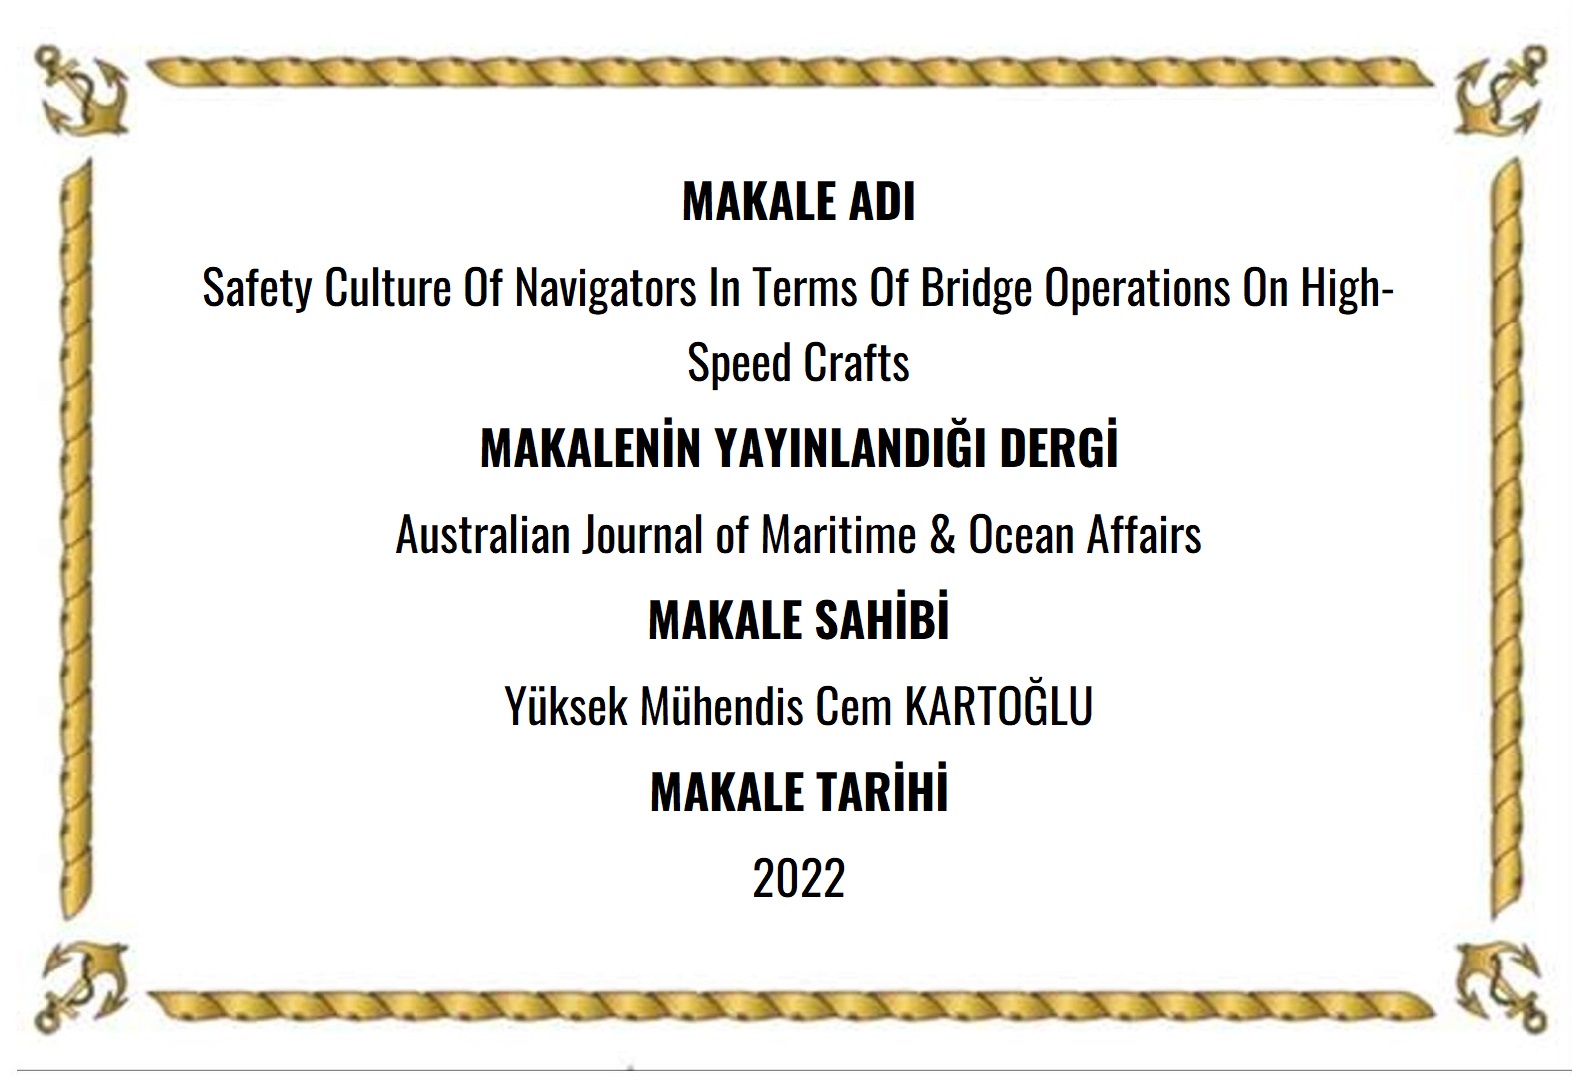 MAKALE ADI
Safety Culture Of Navigators In Terms Of Bridge Operations On High-
Speed Crafts
MAKALENİN YAYINLANDIĞI DERGİ
Australian Journal of Maritime & Ocean Affairs
MAKALE SAHİBİ
Yüksek Mühendis Cem KARTOĞLU
MAKALE TARİHİ
2022